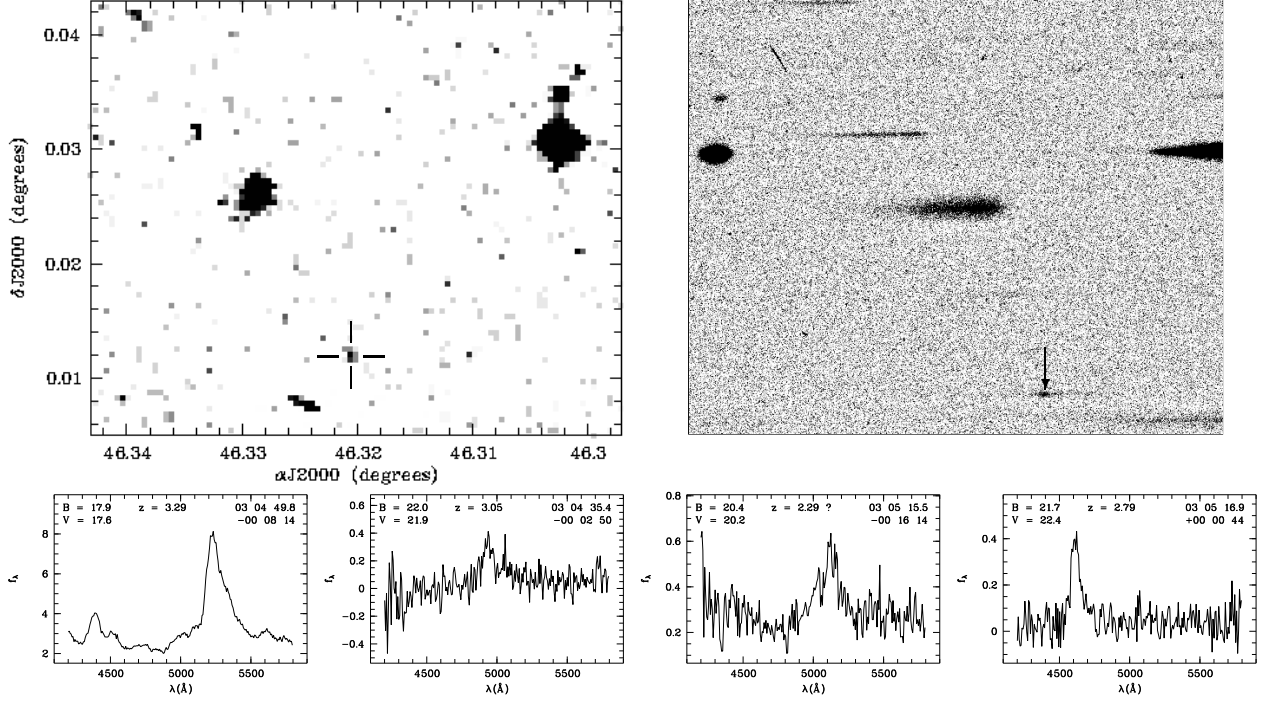 0.04
0.03
0.02
0.01
δJ2000 (degrees)
46.34 46.33 46.32 46.31 46.3
αJ2000 (degrees)
B = 17.9 z = 3.29 03 04 49.8
V = 17.6 −00 08 14
8
6
4
2
fλ
4500 5000 5500
λ(Å)
B = 22.0 z = 3.05 03 04 35.4
V = 21.9 −00 02 50
0.6
0.4
0.2
0
−0.2
−0.4
fλ
4500 5000 5500
λ(Å)
B = 20.4 z = 2.29 ? 03 05 15.5
V = 20.2 −00 16 14
0.8
0.6
0.4
0.2
fλ
4500 5000 5500
λ(Å)
B = 21.7 z = 2.79 03 05 16.9
V = 22.4 +00 00 44
0.4
0.2
0
fλ
4500 5000 5500
λ(Å)